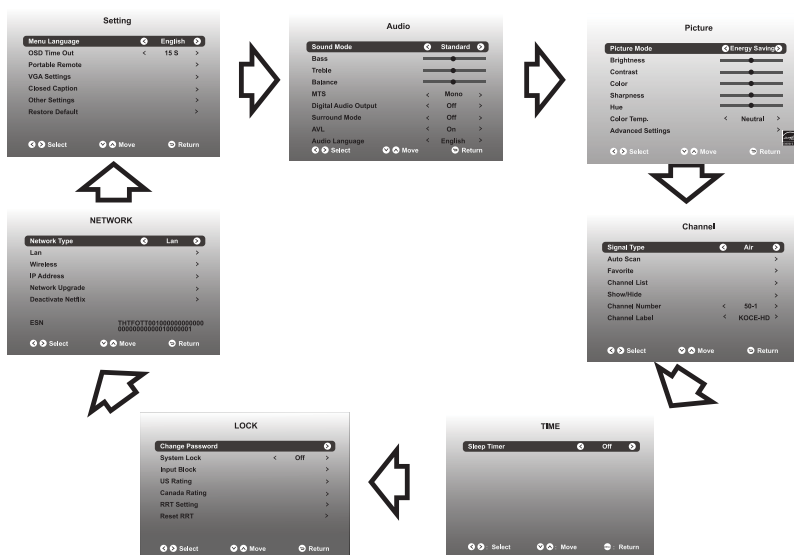 Setting
Menu Language English
OSD Time Out < 15 S >
Portable Remote >
VGA Settings >
Closed Caption >
Other Settings >
Restore Default >
Select Move Return
Audio
Sound Mode Standard
Bass
Treble
Balance
MTS < Mono >
Digital Audio Output < Off >
Surround Mode < Off >
AVL < On >
Audio Language < English >
Select Move Return
Picture
Picture Mode Energy Saving
Brightness
Contrast
Color
Sharpness
Hue
Color Temp. < Neutral >
Advanced Settings >
Select Move Return
Channel
Signal Type Air
Auto Scan >
Favorite >
Channel List >
Show/Hide >
Channel Number < 50-1 >
Channel Label < KOCE-HD >
Select Move Return
TIME
Sleep Timer Off
: Select : Move : Return
LOCK
Change Password
System Lock < Off >
Input Block >
US Rating >
Canada Rating >
RRT Setting >
Reset RRT >
Select Move Return
NETWORK
Network Type Lan
Lan >
Wireless >
IP Address >
Network Upgrade >
Deactivate Netflix >
ESN THTFOTT001000000000000
00000000000010000001
Select Move Return